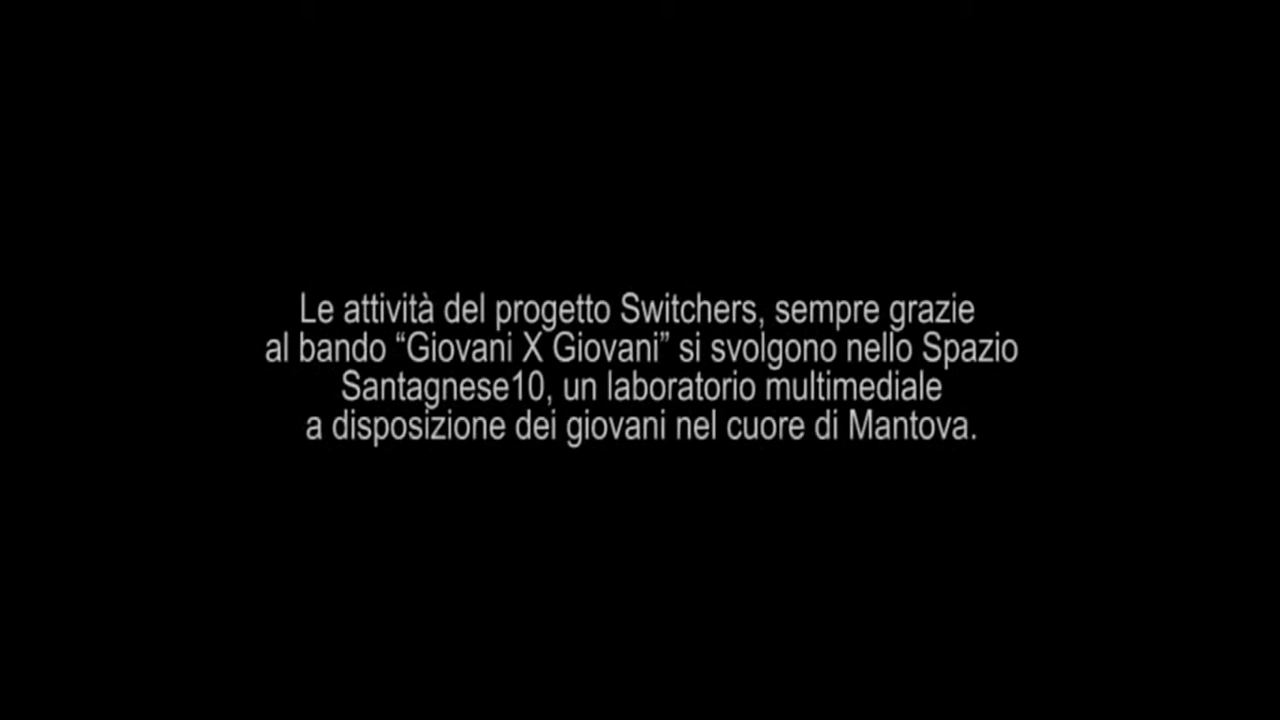 Le attività del progetto Switchers, sempre grazie
al bando “Giovani X Giovani” si svolgono nello Spazio
Santagnese10, un laboratorio multimediale
a disposizione dei giovani nel cuore di Mantova.